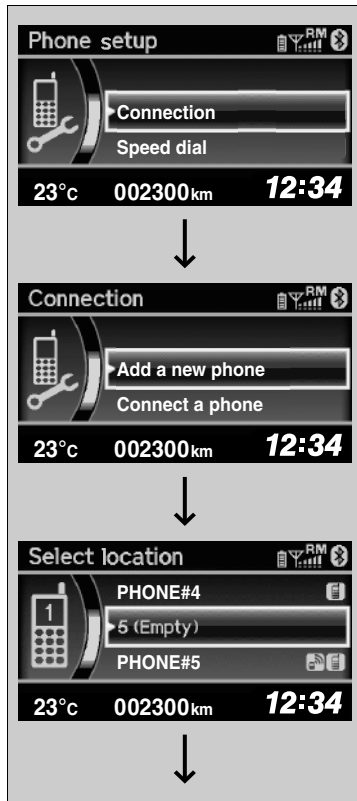 Phone setup RM
Connection
Speed dial
23°c 002300km 12:34
Connection RM
Add a new phone
Connect a phone
23°c 002300km 12:34
Select location RM
1
PHONE#4
5 (Empty)
PHONE#5
23°c 002300km 12:34